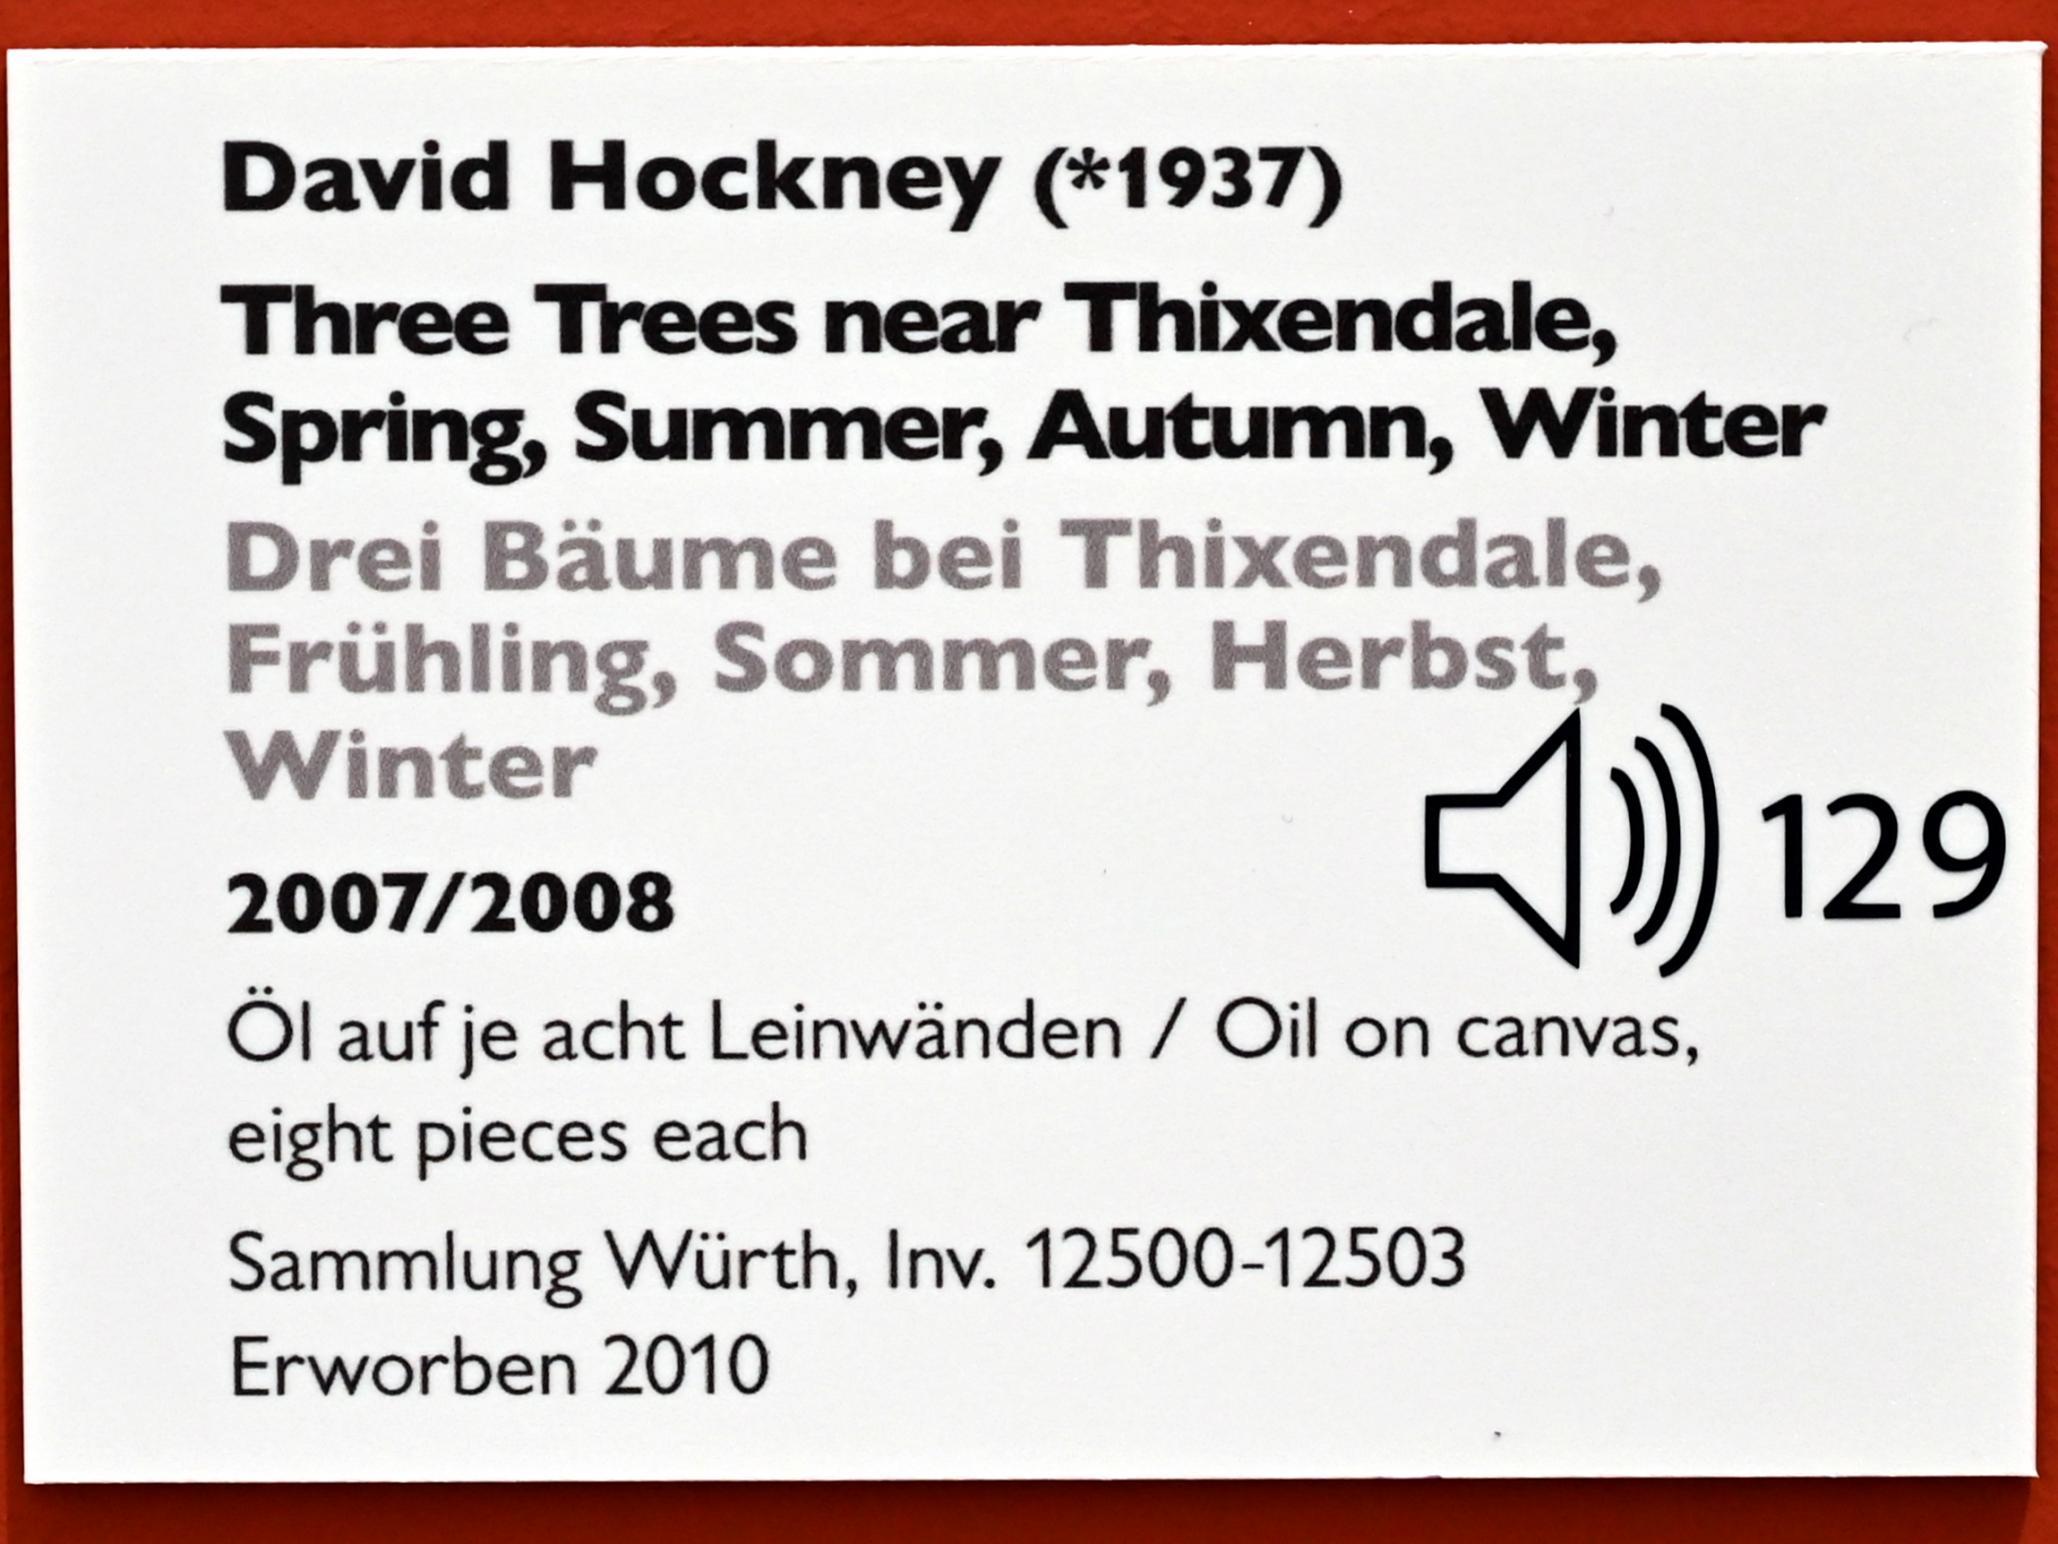 David Hockney (*1937)
Three Trees near Thixendale,
Spring, Summer, Autumn, Winter
Drei Bäume bei Thixendale,
Frühling, Sommer, Herbst,
Winter
129
2007/2008
Öl auf je acht Leinwänden / Oil on canvas,
eight pieces each
Sammlung Würth, Inv. 12500-12503
Erworben 2010